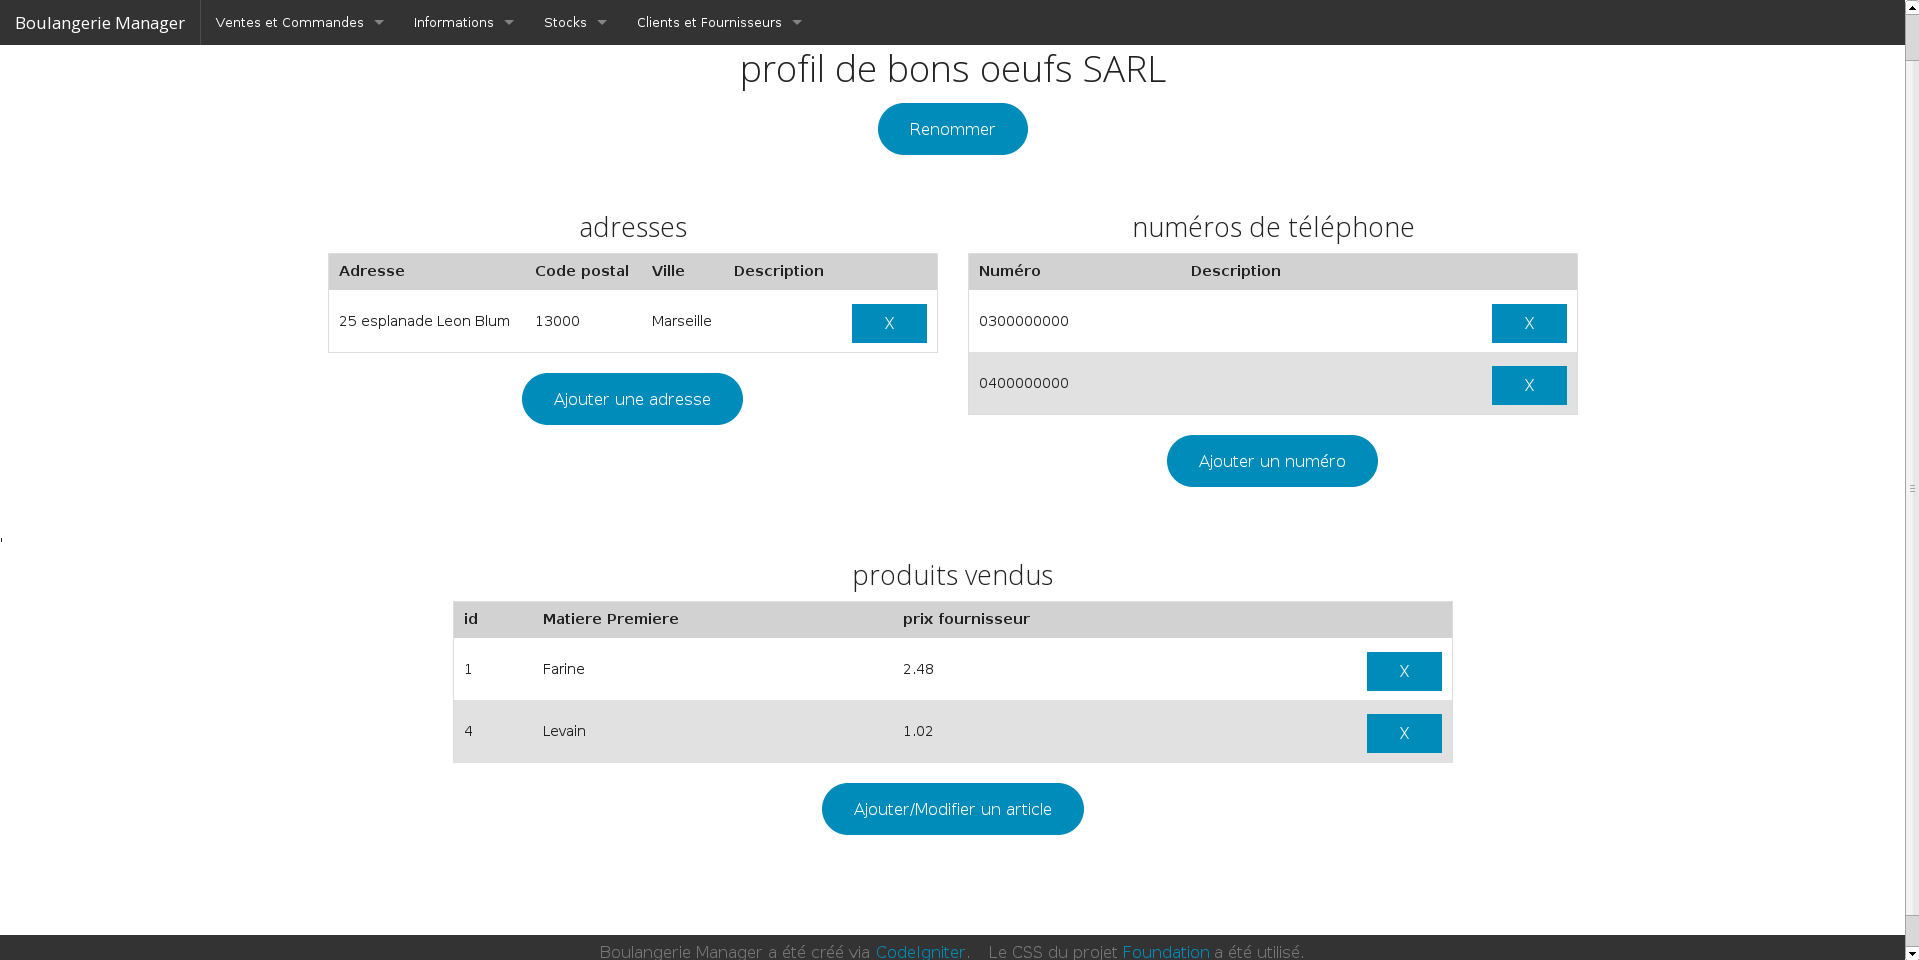 Boulangerie Manager Ventes et Commandes Informations Stocks Clients et Fournisseurs
profil de bons oeufs SARL
Renommer
adresses
Adresse Code postal Ville Description
25 esplanade Leon Blum 13000 Marseille X
Ajouter une adresse
numéros de téléphone
Numéro Description
0300000000 X
0400000000 X
Ajouter un numéro
'
produits vendus
id Matiere Premiere prix fournisseur
1 Farine 2.48 X
4 Levain 1.02 X
Ajouter/Modifier un article
Boulangerie Manager a été créé via CodeIgniter. Le CSS du projet Foundation a été utilisé.